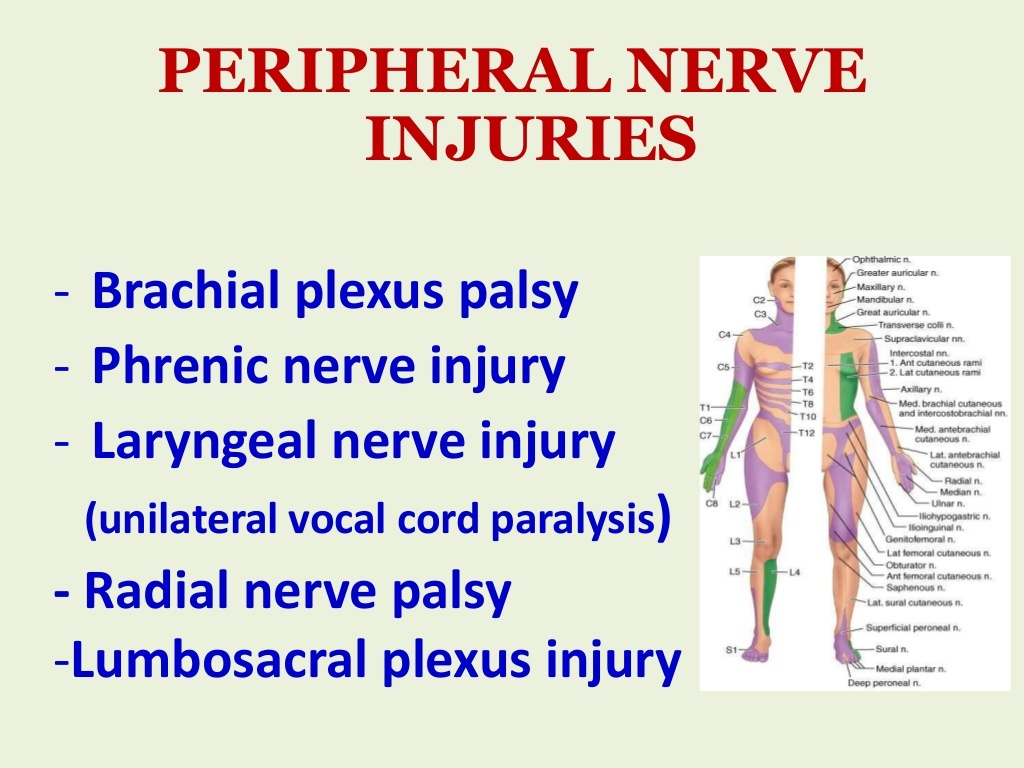 PERIPHERAL NERVE
INJURIES
- Brachial plexus palsy
- Phrenic nerve injury
- Laryngeal nerve injury
(unilateral vocal cord paralysis)
- Radial nerve palsy
-Lumbosacral plexus injury
C2
C3
C4
C5
T1
C6
C7
C8
L1
L2
L3
L5
L4
S1
T2
T4
T6
T8
T10
T12
Ophthalmic n.
Greater auricular n.
Maxillary n.
Mandibular n.
Great auricular n.
Transverse colli n.
Supraclavicular nn.
Intercostal nn.
1. Ant cutaneous rami
2. Lat cutaneous rami
Axillary n.
Med. brachial cutaneous
and intercostobrachial nn.
Med. antebrachial
cutaneous n.
Lat. antebrachial
cutaneous n.
Radial n.
Median n.
Ulnar n.
Iliohypogastric n.
Ilioinguinal n.
Genitofemoral n.
Lat femoral cutaneous n.
Obturator n.
Ant femoral cutaneous n.
Saphenous n.
Lat. sural cutaneous n.
Superficial peroneal n.
Sural n.
Medial plantar n.
Deep peroneal n.